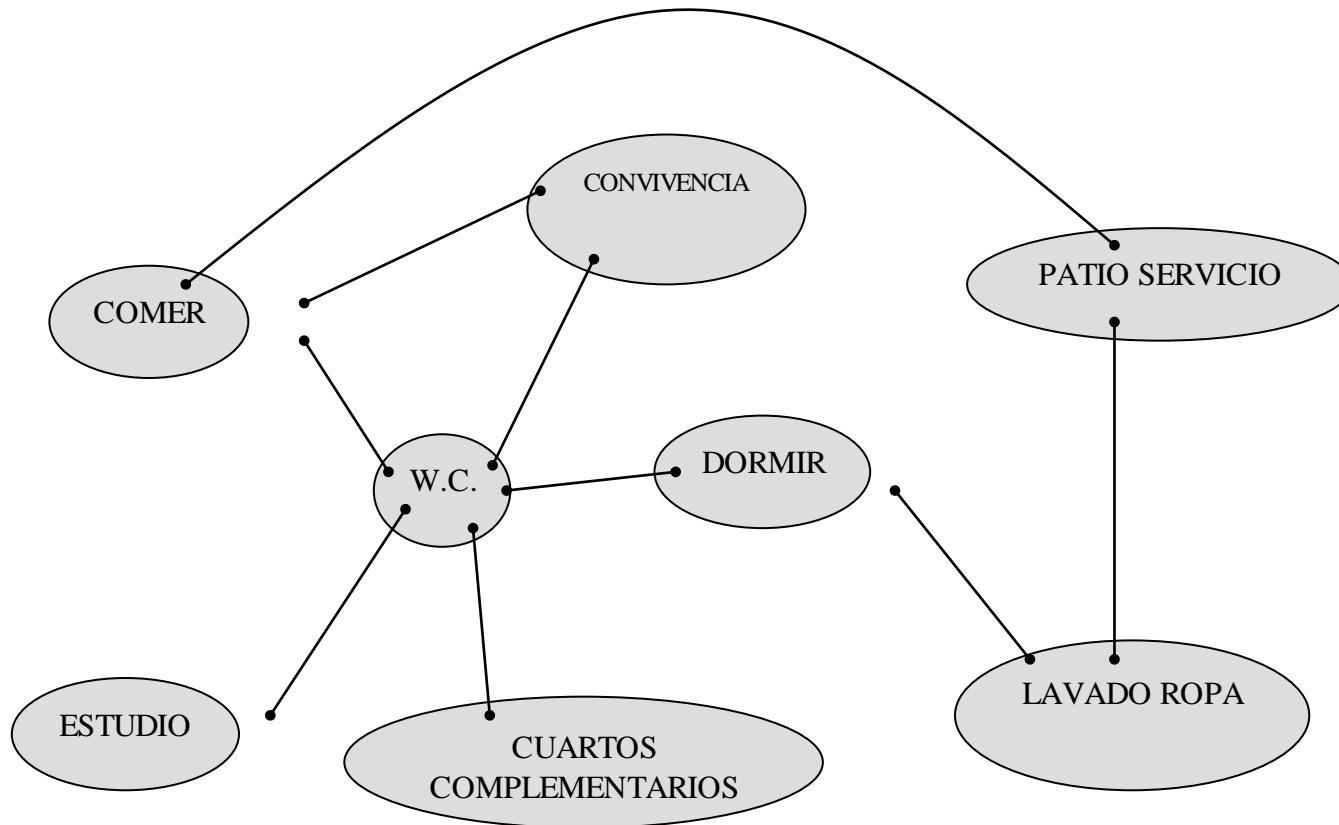 CONVIVENCIA
PATIO SERVICIO
COMER
DORMIR
W.C.
LAVADO ROPA
ESTUDIO
CUARTOS
COMPLEMENTARIOS